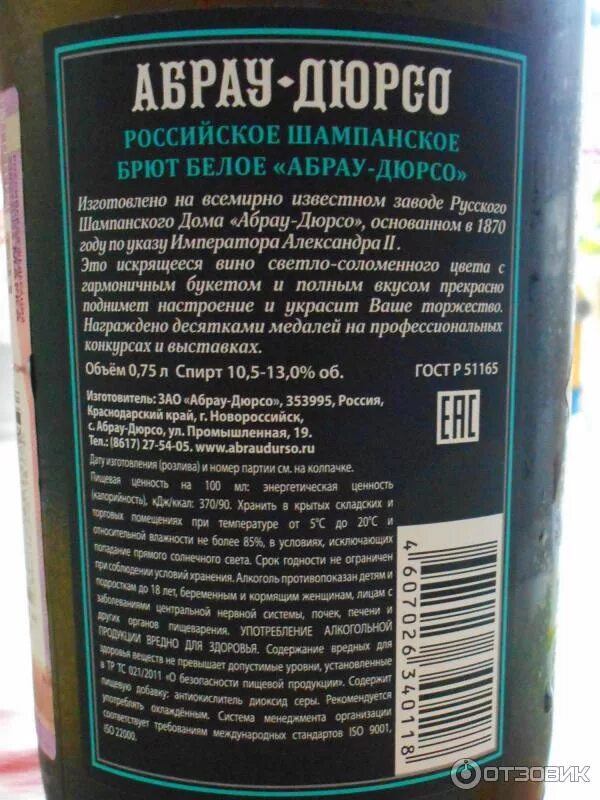 АБРАУ-ДЮРСО
РОССИЙСКОЕ ШАМПАНСКОЕ
БРЮТ БЕЛОЕ «АБРАУ-ДЮРСО»
Изготовлено на всемирно известном заводе Русского
Шампанского Дома «Абрау-Дюрсо», основанном в 1870
году по указу Императора Александра II.
Это искрящееся вино светло-соломенного цвета с
гармоничным букетом и полным вкусом прекрасно
поднимет настроение и украсит Ваше торжество.
Награждено десятками медалей на профессиональных
конкурсах и выставках.
Объём 0,75 л Спирт 10,5-13,0% об. ГОСТ Р 51165
Изготовитель: ЗАО «Абрау-Дюрсо», 353995, Россия,
Краснодарский край, г. Новороссийск,
с. Абрау-Дюрсо, ул. Промышленная, 19.
Тел.: (8617) 27-54-05. www.abraudurso.ru
EAC
Дату изготовления (розлива) и номер партии см. на колпачке.
Пищевая ценность на 100 мл: энергетическая ценность
(калорийность), кДж/ккал: 370/90. Хранить в крытых складских и
торговых помещениях при температуре от 5°С до 20°С и
относительной влажности не более 85%, в условиях, исключающих
попадание прямого солнечного света. Срок годности не ограничен
при соблюдении условий хранения. Алкоголь противопоказан детям и
подросткам до 18 лет, беременным и кормящим женщинам, лицам с
заболеваниями центральной нервной системы, почек, печени и
других органов пищеварения. УПОТРЕБЛЕНИЕ АЛКОГОЛЬНОЙ
ПРОДУКЦИИ ВРЕДНО ДЛЯ ЗДОРОВЬЯ. Содержание вредных для
здоровья веществ не превышает допустимые уровни, установленные
в ТР ТС 021/2011 «О безопасности пищевой продукции». Содержит
пищевую добавку: антиокислитель диоксид серы. Рекомендуется
употреблять охлаждённым. Система менеджмента организации
соответствует требованиям международных стандартов ISO 9001,
ISO 22000.
4607026340118
ОТЗОВИК